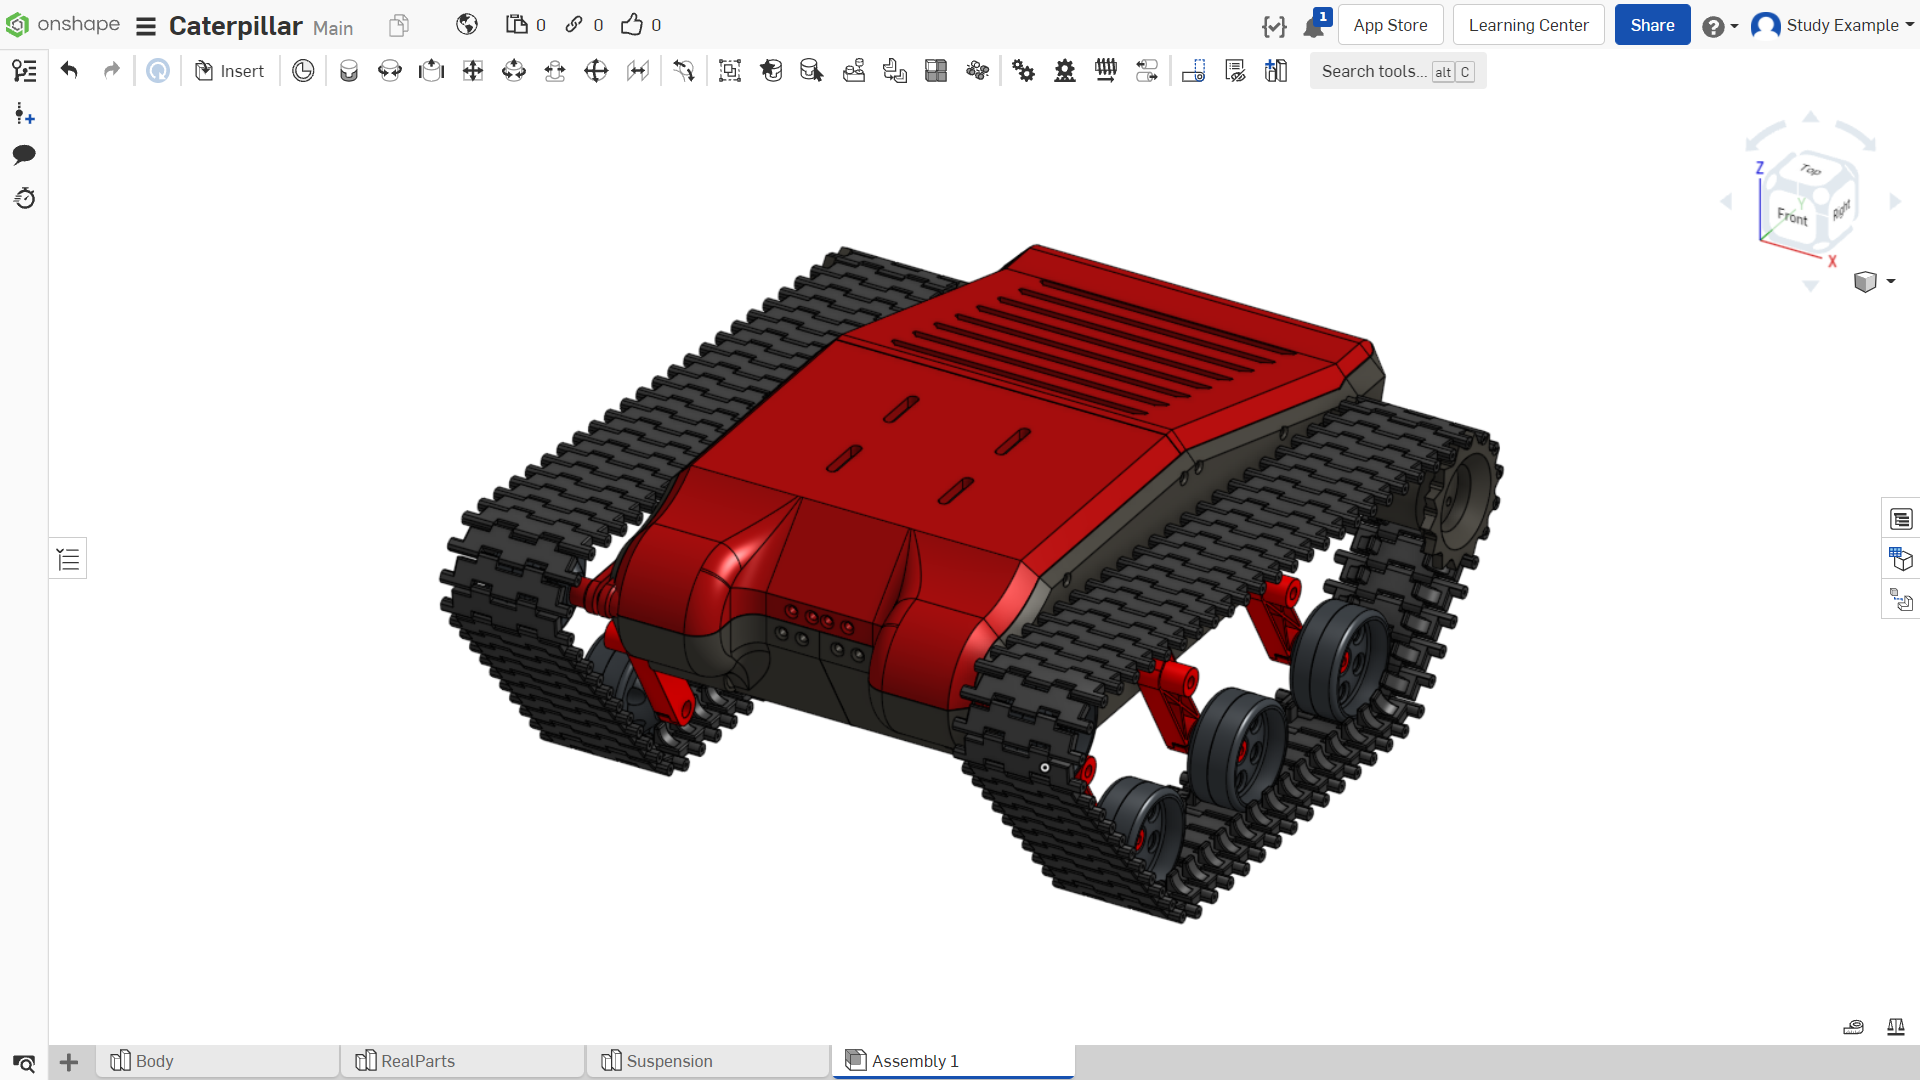 onshape
Caterpillar Main
0
0
0
1
App Store
Learning Center
Share
Study Example
Insert
Search tools... alt C
Z
Top
Front
Right
Y
X
Body
RealParts
Suspension
Assembly 1